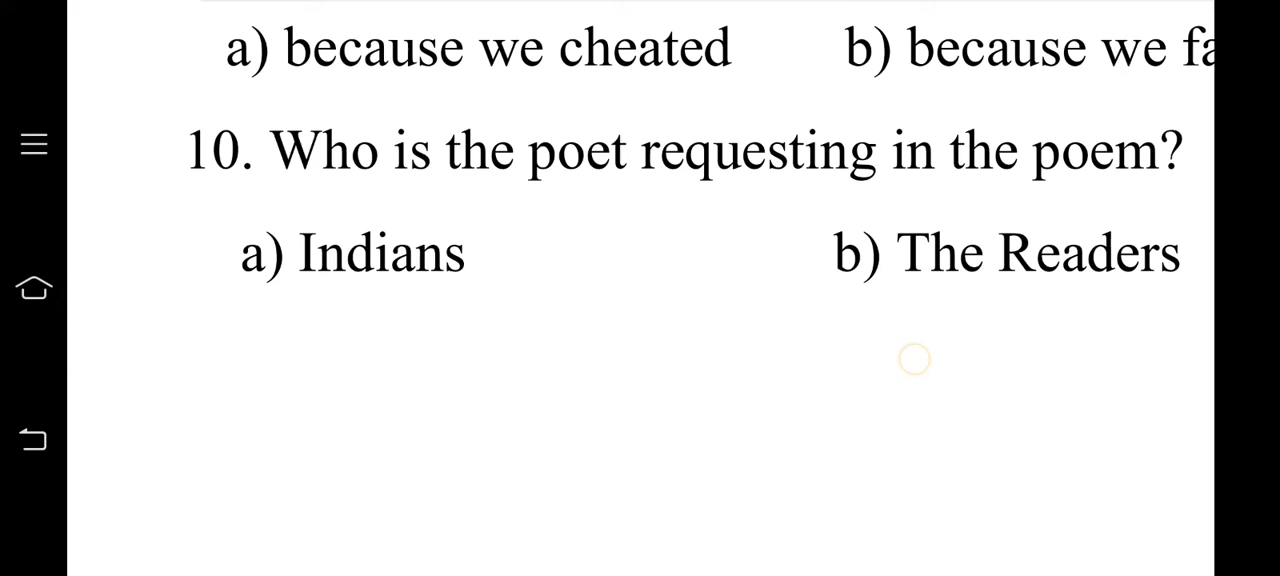 a) because we cheated b) because we
10. Who is the poet requesting in the poem?
a) Indians b) The Readers